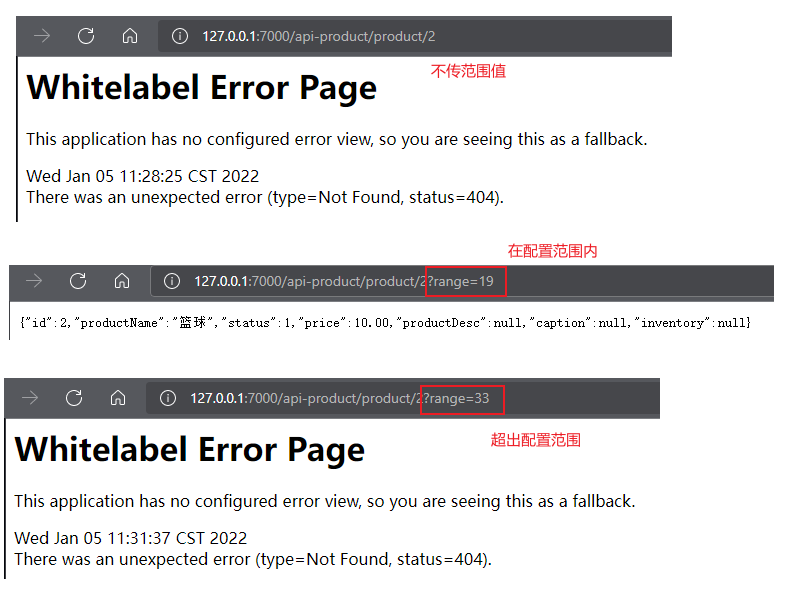 127.0.0.1:7000/api-product/product/2
不传范围值
Whitelabel Error Page
This application has no configured error view, so you are seeing this as a fallback.
Wed Jan 05 11:28:25 CST 2022
There was an unexpected error (type=Not Found, status=404).
在配置范围内
127.0.0.1:7000/api-product/product/2?range=19
{"id":2,"productName":"篮球","status":1,"price":10.00,"productDesc":null,"caption":null,"inventory":null}
127.0.0.1:7000/api-product/product/2?range=33
超出配置范围
Whitelabel Error Page
This application has no configured error view, so you are seeing this as a fallback.
Wed Jan 05 11:31:37 CST 2022
There was an unexpected error (type=Not Found, status=404).